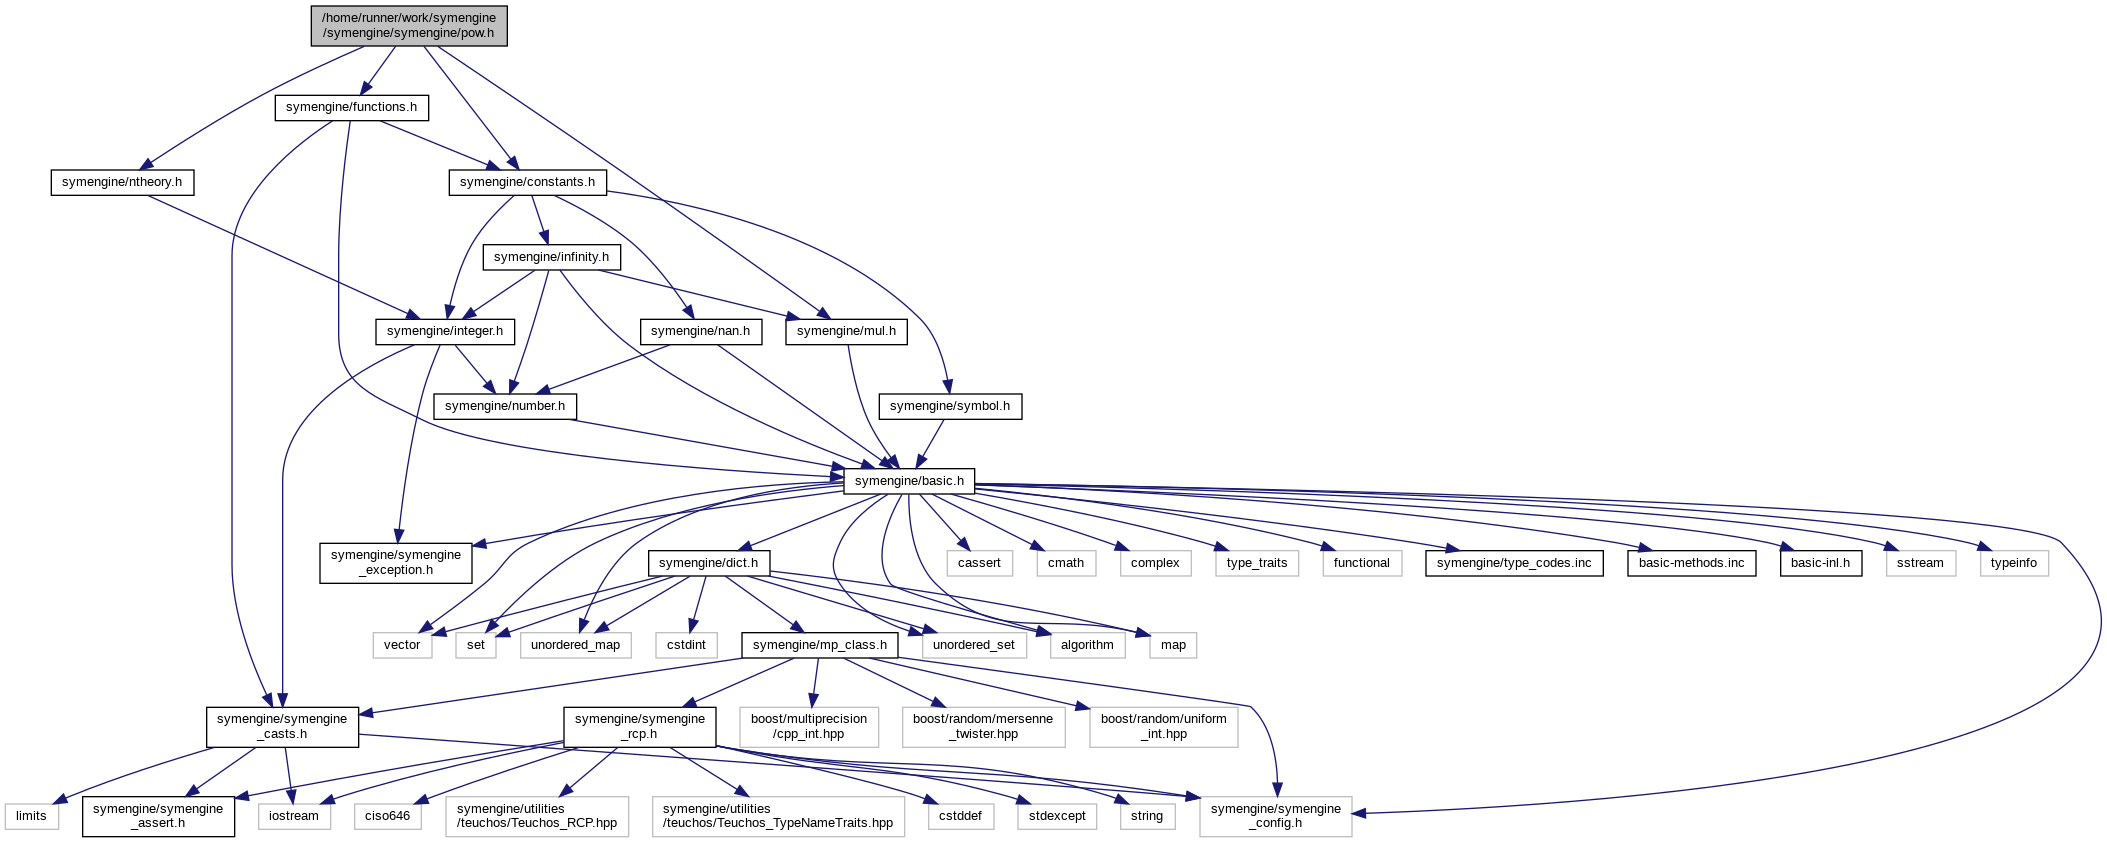 /home/runner/work/symengine
/symengine/symengine/pow.h
symengine/functions.h
symengine/ntheory.h
symengine/constants.h
symengine/infinity.h
symengine/integer.h
symengine/nan.h
symengine/mul.h
symengine/number.h
symengine/symbol.h
symengine/basic.h
symengine/symengine
_exception.h
symengine/dict.h
cassert
cmath
complex
type_traits
functional
symengine/type_codes.inc
basic-methods.inc
basic-inl.h
sstream
typeinfo
vector
set
unordered_map
cstdint
symengine/mp_class.h
unordered_set
algorithm
map
symengine/symengine
_casts.h
symengine/symengine
_rcp.h
boost/multiprecision
/cpp_int.hpp
boost/random/mersenne
_twister.hpp
boost/random/uniform
_int.hpp
limits
symengine/symengine
_assert.h
iostream
ciso646
symengine/utilities
/teuchos/Teuchos_RCP.hpp
symengine/utilities
/teuchos/Teuchos_TypeNameTraits.hpp
cstddef
stdexcept
string
symengine/symengine
_config.h